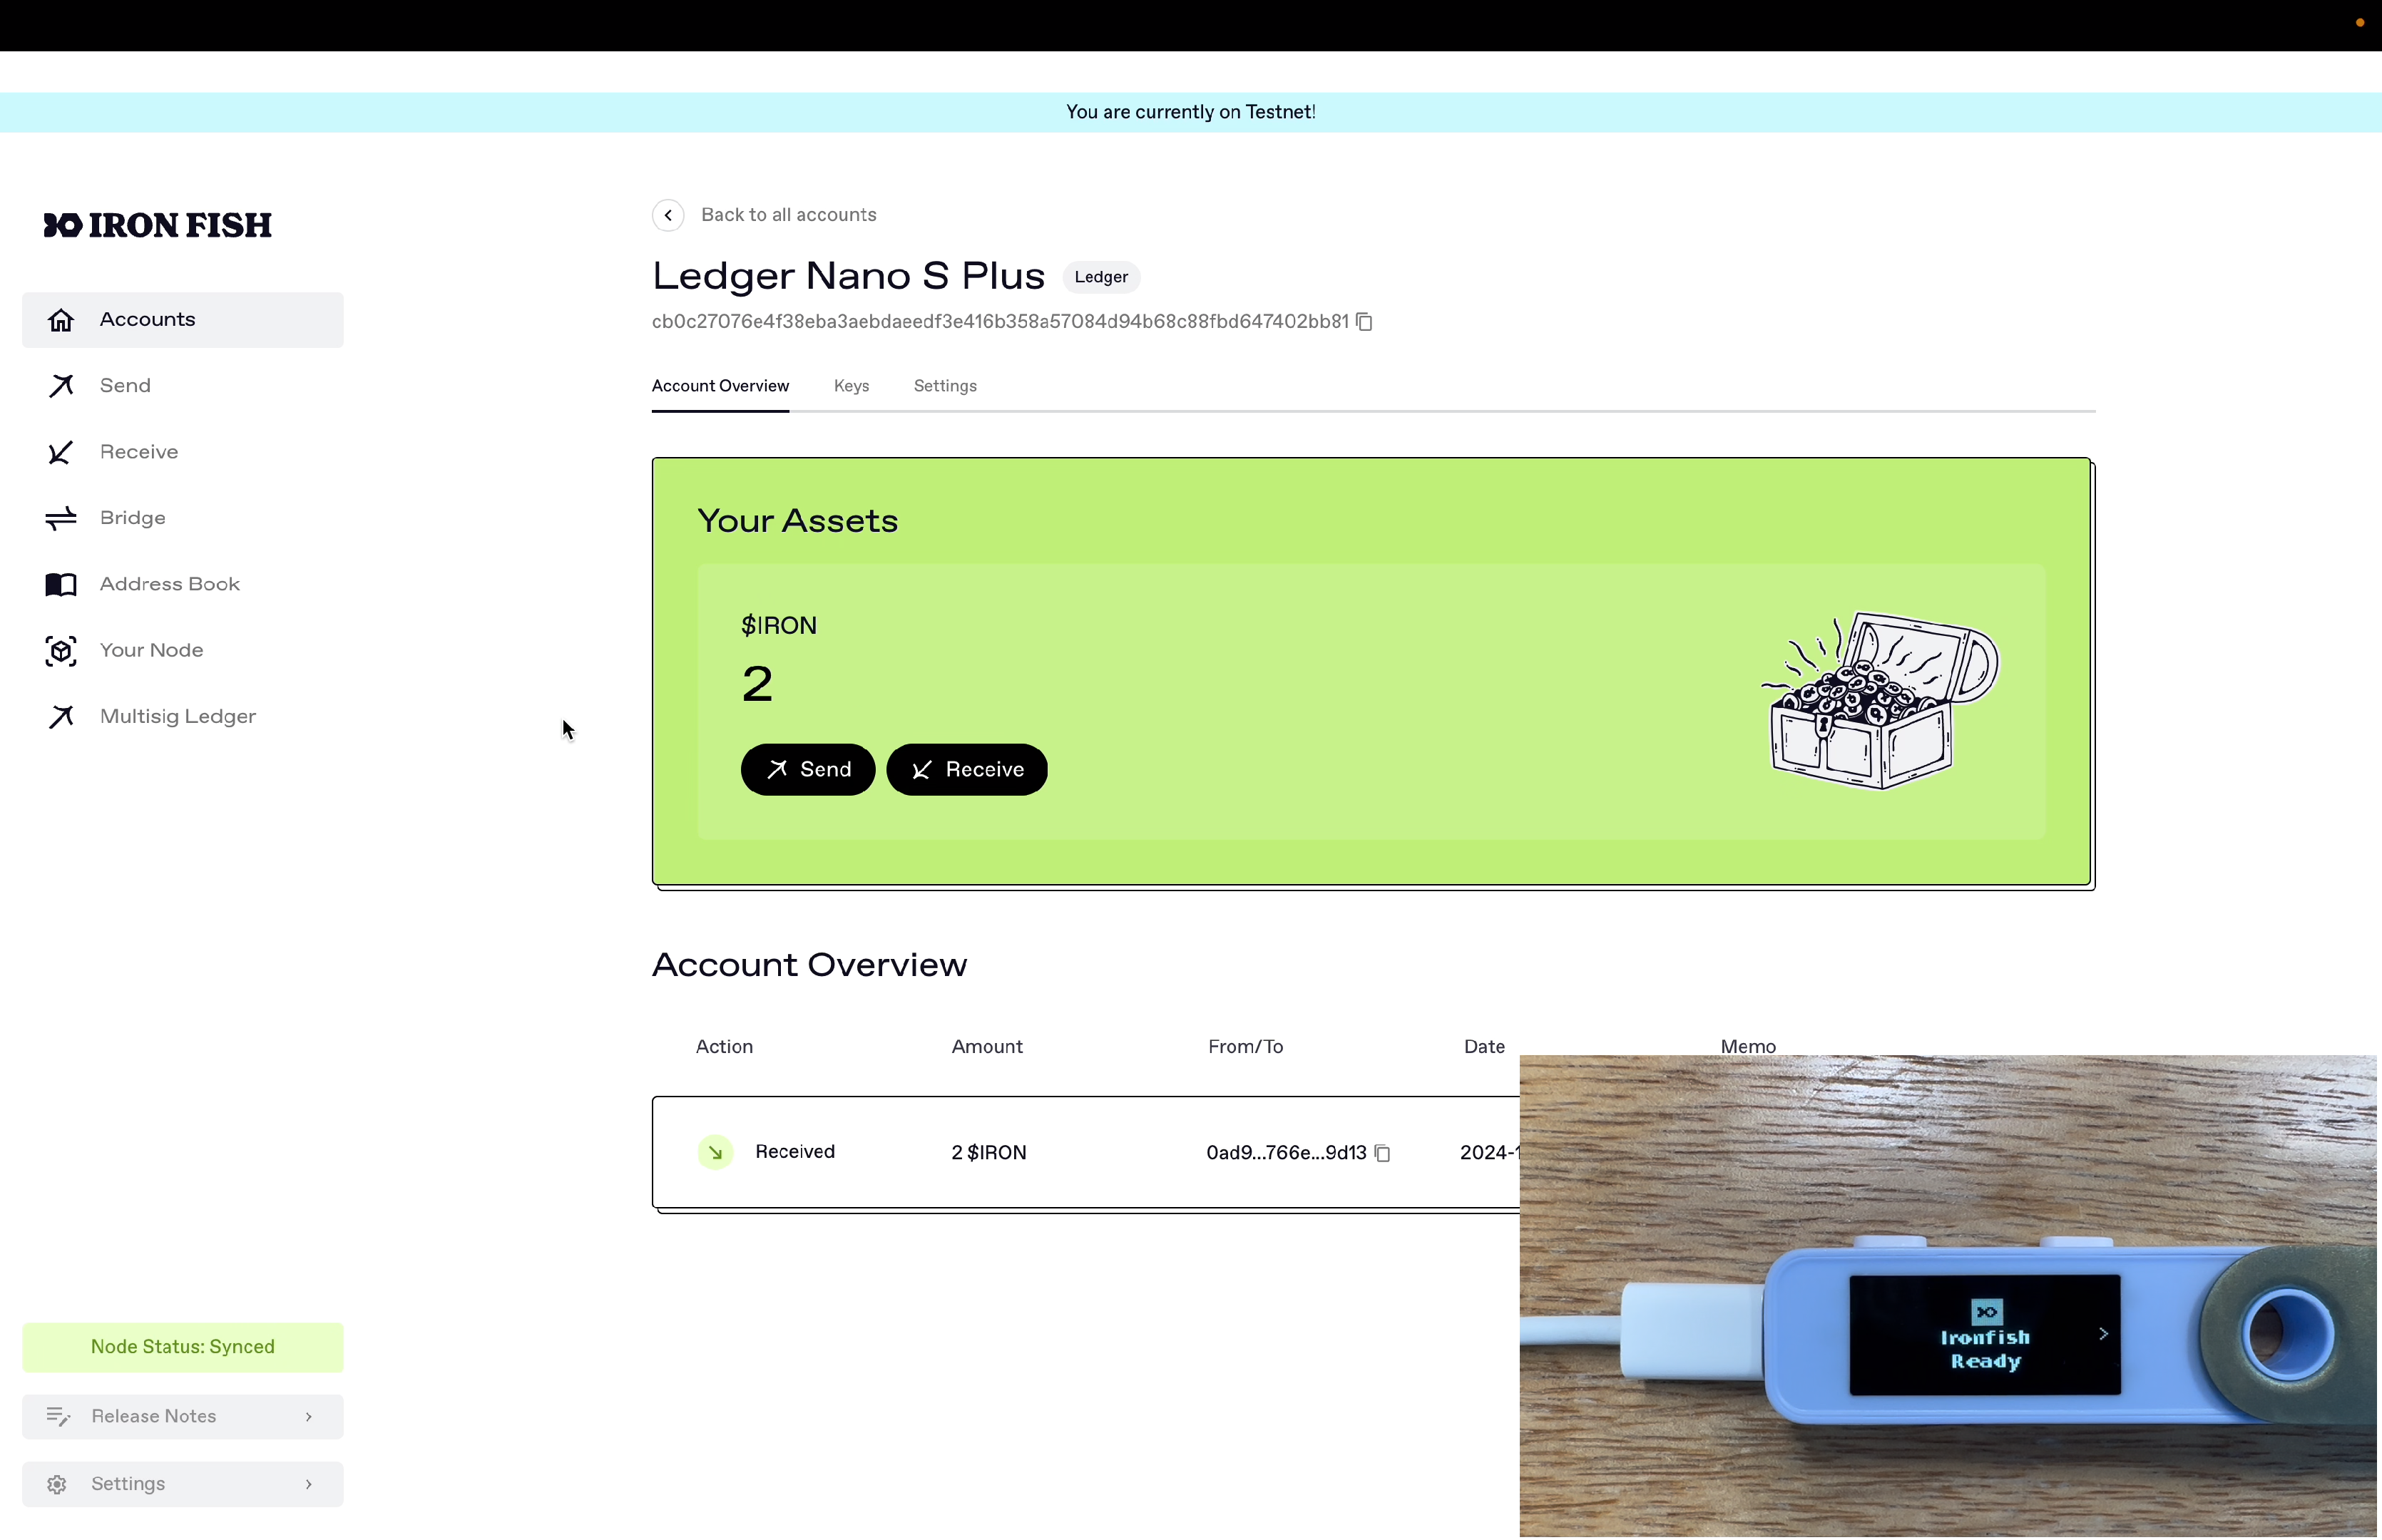 You are currently on Testnet!
IRON FISH
Accounts
Send
Receive
Bridge
Address Book
Your Node
Multisig Ledger
Node Status: Synced
Release Notes
Settings
Back to all accounts
Ledger Nano S Plus Ledger
cb0c27076e4f38eba3aebdaeedf3e416b358a57084d94b68c88fbd647402bb81
Account Overview Keys Settings
Your Assets
$IRON
2
Send Receive
Account Overview
Action Amount From/To Date Memo
Received 2 $IRON 0ad9...766e...9d13 2024-1
Ironfish
Ready